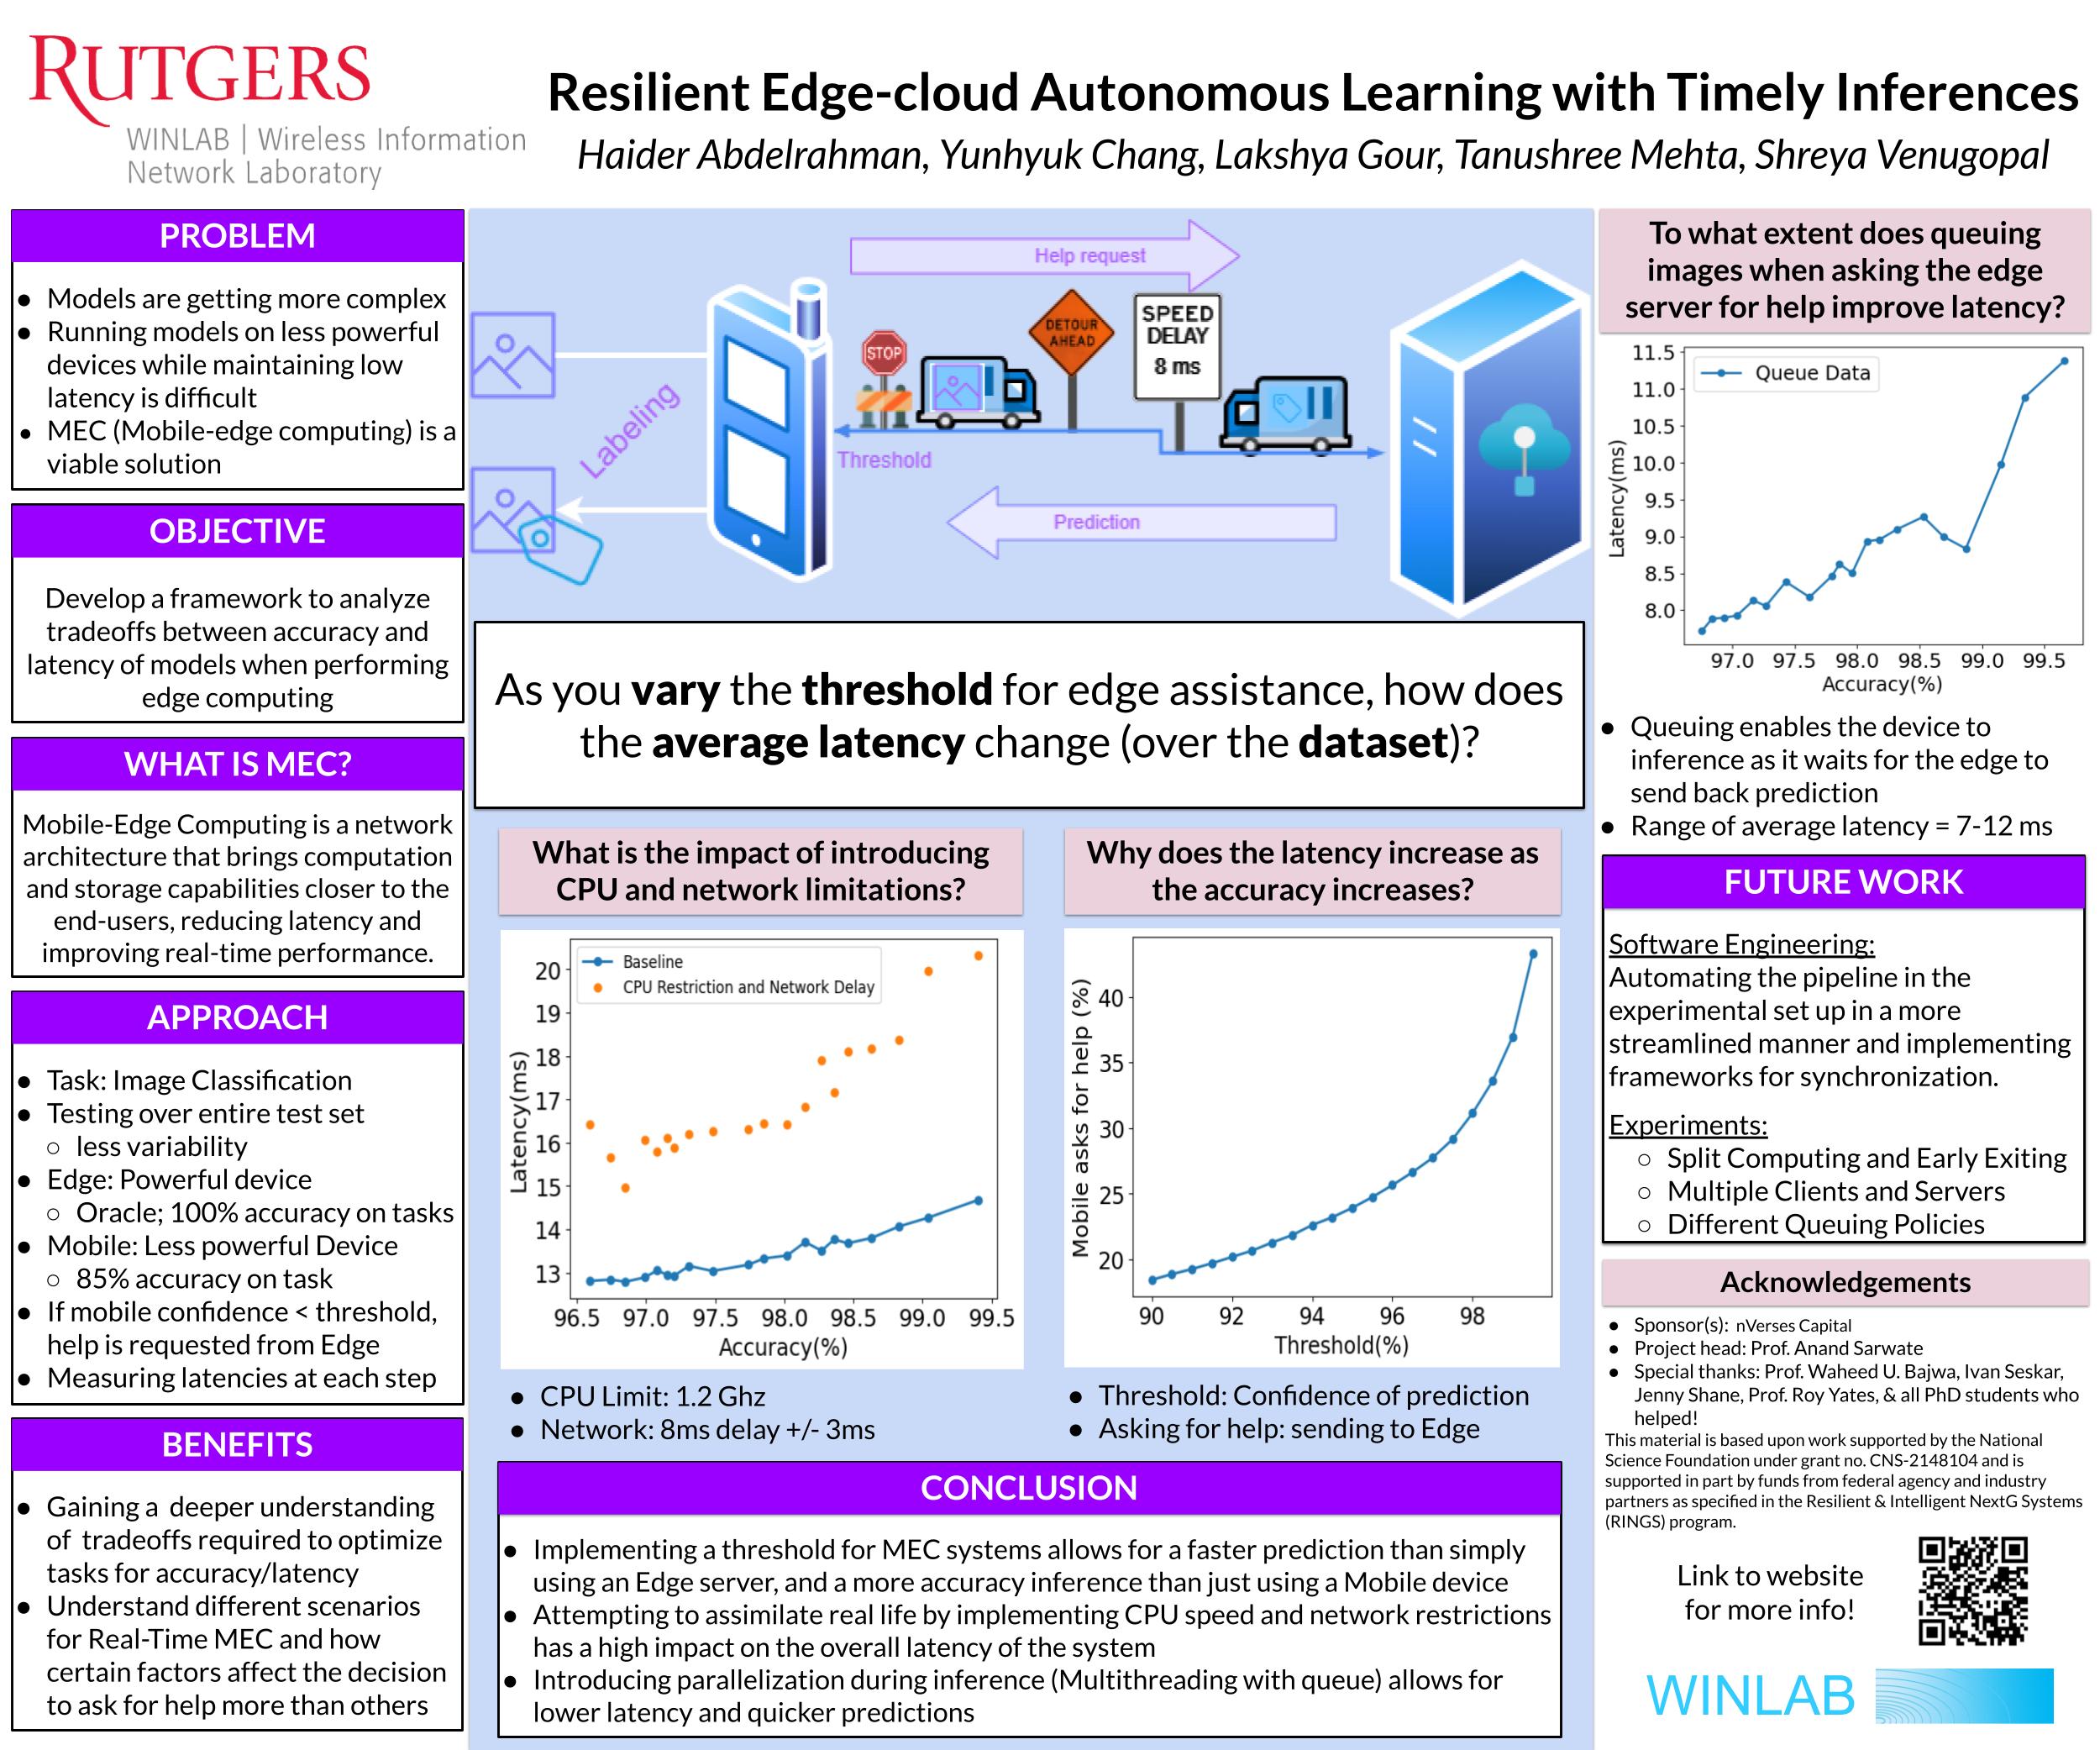 RUTGERS
WINLAB | Wireless Information
Network Laboratory
Resilient Edge-cloud Autonomous Learning with Timely Inferences
Haider Abdelrahman, Yunhyuk Chang, Lakshya Gour, Tanushree Mehta, Shreya Venugopal
PROBLEM
● Models are getting more complex
● Running models on less powerful
devices while maintaining low
latency is difficult
● MEC (Mobile-edge computing) is a
viable solution
OBJECTIVE
Develop a framework to analyze
tradeoffs between accuracy and
latency of models when performing
edge computing
WHAT IS MEC?
Mobile-Edge Computing is a network
architecture that brings computation
and storage capabilities closer to the
end-users, reducing latency and
improving real-time performance.
APPROACH
● Task: Image Classification
● Testing over entire test set
○ less variability
● Edge: Powerful device
○ Oracle; 100% accuracy on tasks
● Mobile: Less powerful Device
○ 85% accuracy on task
● If mobile confidence < threshold,
help is requested from Edge
● Measuring latencies at each step
BENEFITS
● Gaining a deeper understanding
of tradeoffs required to optimize
tasks for accuracy/latency
● Understand different scenarios
for Real-Time MEC and how
certain factors affect the decision
to ask for help more than others
Help request
STOP
DETOUR
AHEAD
SPEED
DELAY
8 ms
Labeling
Threshold
Prediction
As you vary the threshold for edge assistance, how does
the average latency change (over the dataset)?
What is the impact of introducing
CPU and network limitations?
Baseline
CPU Restriction and Network Delay
Latency(ms)
20
19
18
17
16
15
14
13
96.5 97.0 97.5 98.0 98.5 99.0 99.5
Accuracy(%)
● CPU Limit: 1.2 Ghz
● Network: 8ms delay +/- 3ms
Why does the latency increase as
the accuracy increases?
Mobile asks for help (%)
40
35
30
25
20
90 92 94 96 98
Threshold(%)
● Threshold: Confidence of prediction
● Asking for help: sending to Edge
CONCLUSION
● Implementing a threshold for MEC systems allows for a faster prediction than simply
using an Edge server, and a more accuracy inference than just using a Mobile device
● Attempting to assimilate real life by implementing CPU speed and network restrictions
has a high impact on the overall latency of the system
● Introducing parallelization during inference (Multithreading with queue) allows for
lower latency and quicker predictions
To what extent does queuing
images when asking the edge
server for help improve latency?
Queue Data
Latency(ms)
11.5
11.0
10.5
10.0
9.5
9.0
8.5
8.0
97.0 97.5 98.0 98.5 99.0 99.5
Accuracy(%)
● Queuing enables the device to
inference as it waits for the edge to
send back prediction
● Range of average latency = 7-12 ms
FUTURE WORK
Software Engineering:
Automating the pipeline in the
experimental set up in a more
streamlined manner and implementing
frameworks for synchronization.
Experiments:
○ Split Computing and Early Exiting
○ Multiple Clients and Servers
○ Different Queuing Policies
Acknowledgements
● Sponsor(s): nVerses Capital
● Project head: Prof. Anand Sarwate
● Special thanks: Prof. Waheed U. Bajwa, Ivan Seskar,
Jenny Shane, Prof. Roy Yates, & all PhD students who
helped!
This material is based upon work supported by the National
Science Foundation under grant no. CNS-2148104 and is
supported in part by funds from federal agency and industry
partners as specified in the Resilient & Intelligent NextG Systems
(RINGS) program.
Link to website
for more info!
WINLAB